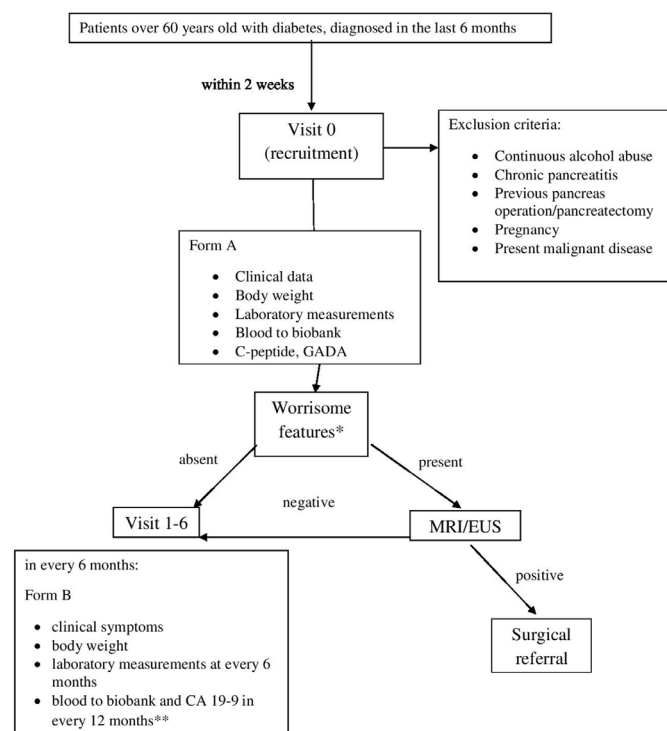 Patients over 60 years old with diabetes, diagnosed in the last 6 months
within 2 weeks
Visit 0
(recruitment)
Exclusion criteria:
• Continuous alcohol abuse
• Chronic pancreatitis
• Previous pancreas
operation/pancreatectomy
• Pregnancy
• Present malignant disease
Form A
• Clinical data
• Body weight
• Laboratory measurements
• Blood to biobank
• C-peptide, GADA
Worrisome
features*
absent
present
negative
Visit 1-6
MRI/EUS
in every 6 months:
Form B
• clinical symptoms
• body weight
• laboratory measurements at every 6
months
• blood to biobank and CA 19-9 in
every 12 months**
positive
Surgical
referral